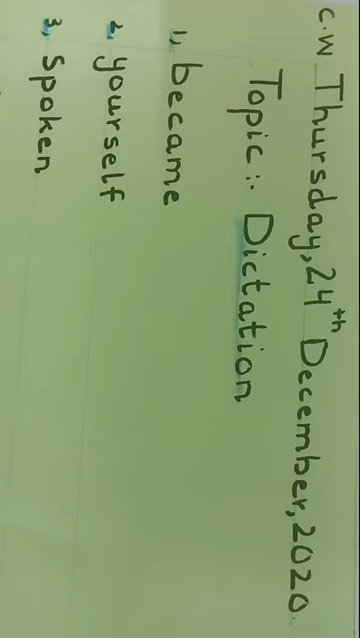 C.W Thursday, 24th December, 2020.
Topic:- Dictation
1, became
2, yourself
3, Spoken